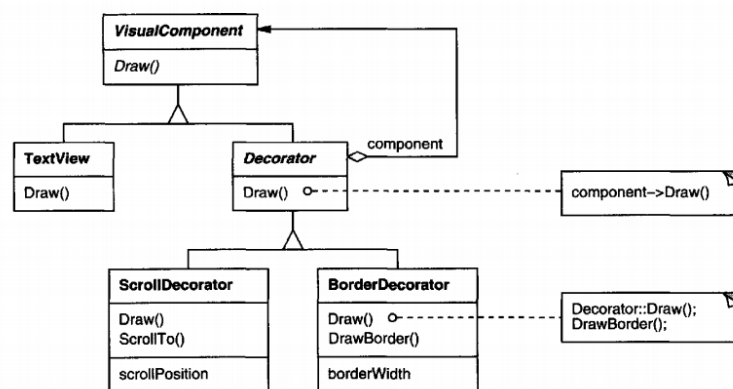 VisualComponent
Draw()
component
TextView
Draw()
Decorator
Draw()
component->Draw()
ScrollDecorator
Draw()
ScrollTo()
scrollPosition
BorderDecorator
Draw()
DrawBorder()
borderWidth
Decorator::Draw();
DrawBorder();